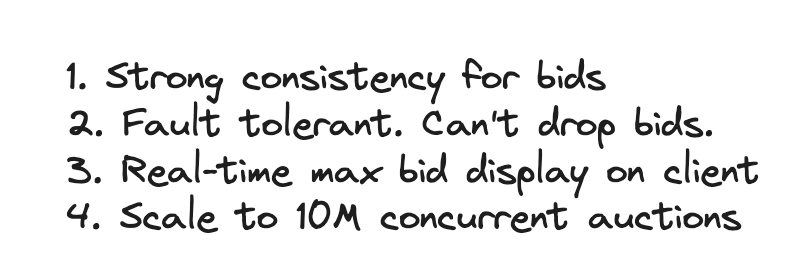 1. Strong consistency for bids
2. Fault tolerant. Can't drop bids.
3. Real-time max bid display on client
4. Scale to 10M concurrent auctions